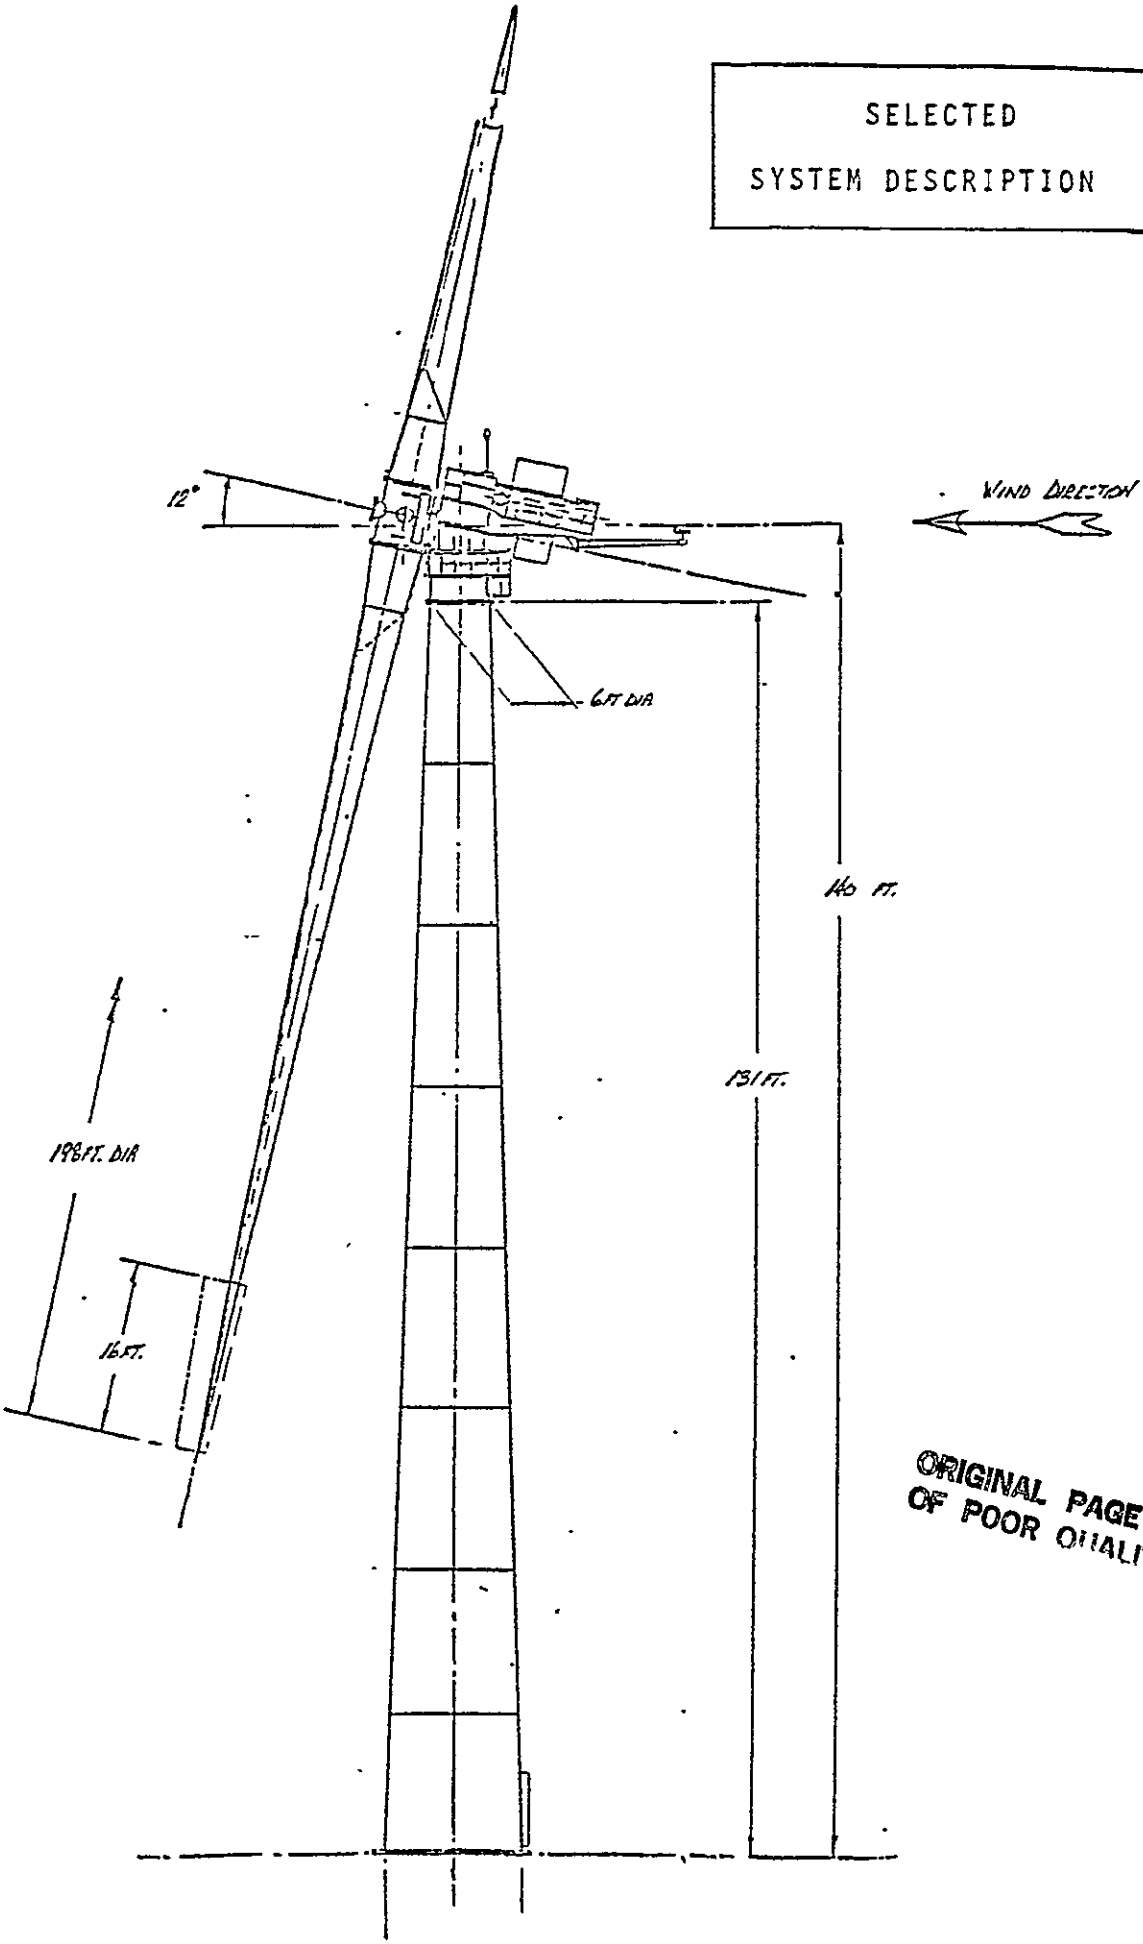 SELECTED
SYSTEM DESCRIPTION
12°
WIND DIRECTION
6 FT DIA
140 FT.
131 FT.
198 FT. DIA
16 FT.
ORIGINAL PAGE
OF POOR QUALI